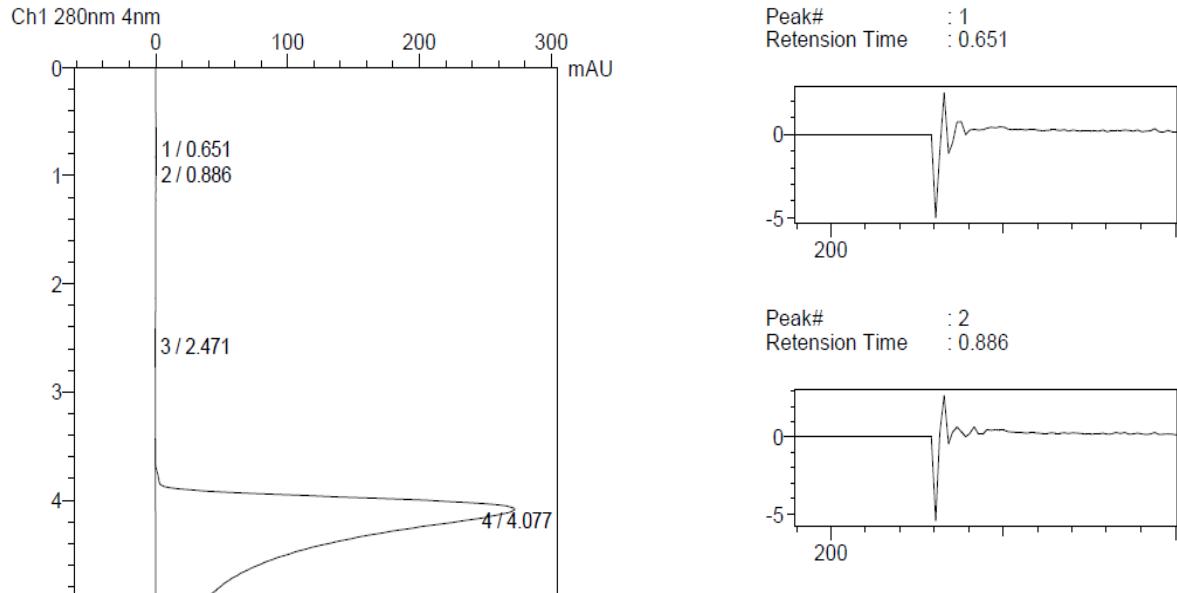 Ch1 280nm 4nm
0 100 200 300
mAU
0
1 / 0.651
1
2 / 0.886
2
3 / 2.471
3
4
4 / 4.077
Peak# : 1
Retension Time : 0.651
0
-5
200
Peak# : 2
Retension Time : 0.886
0
-5
200